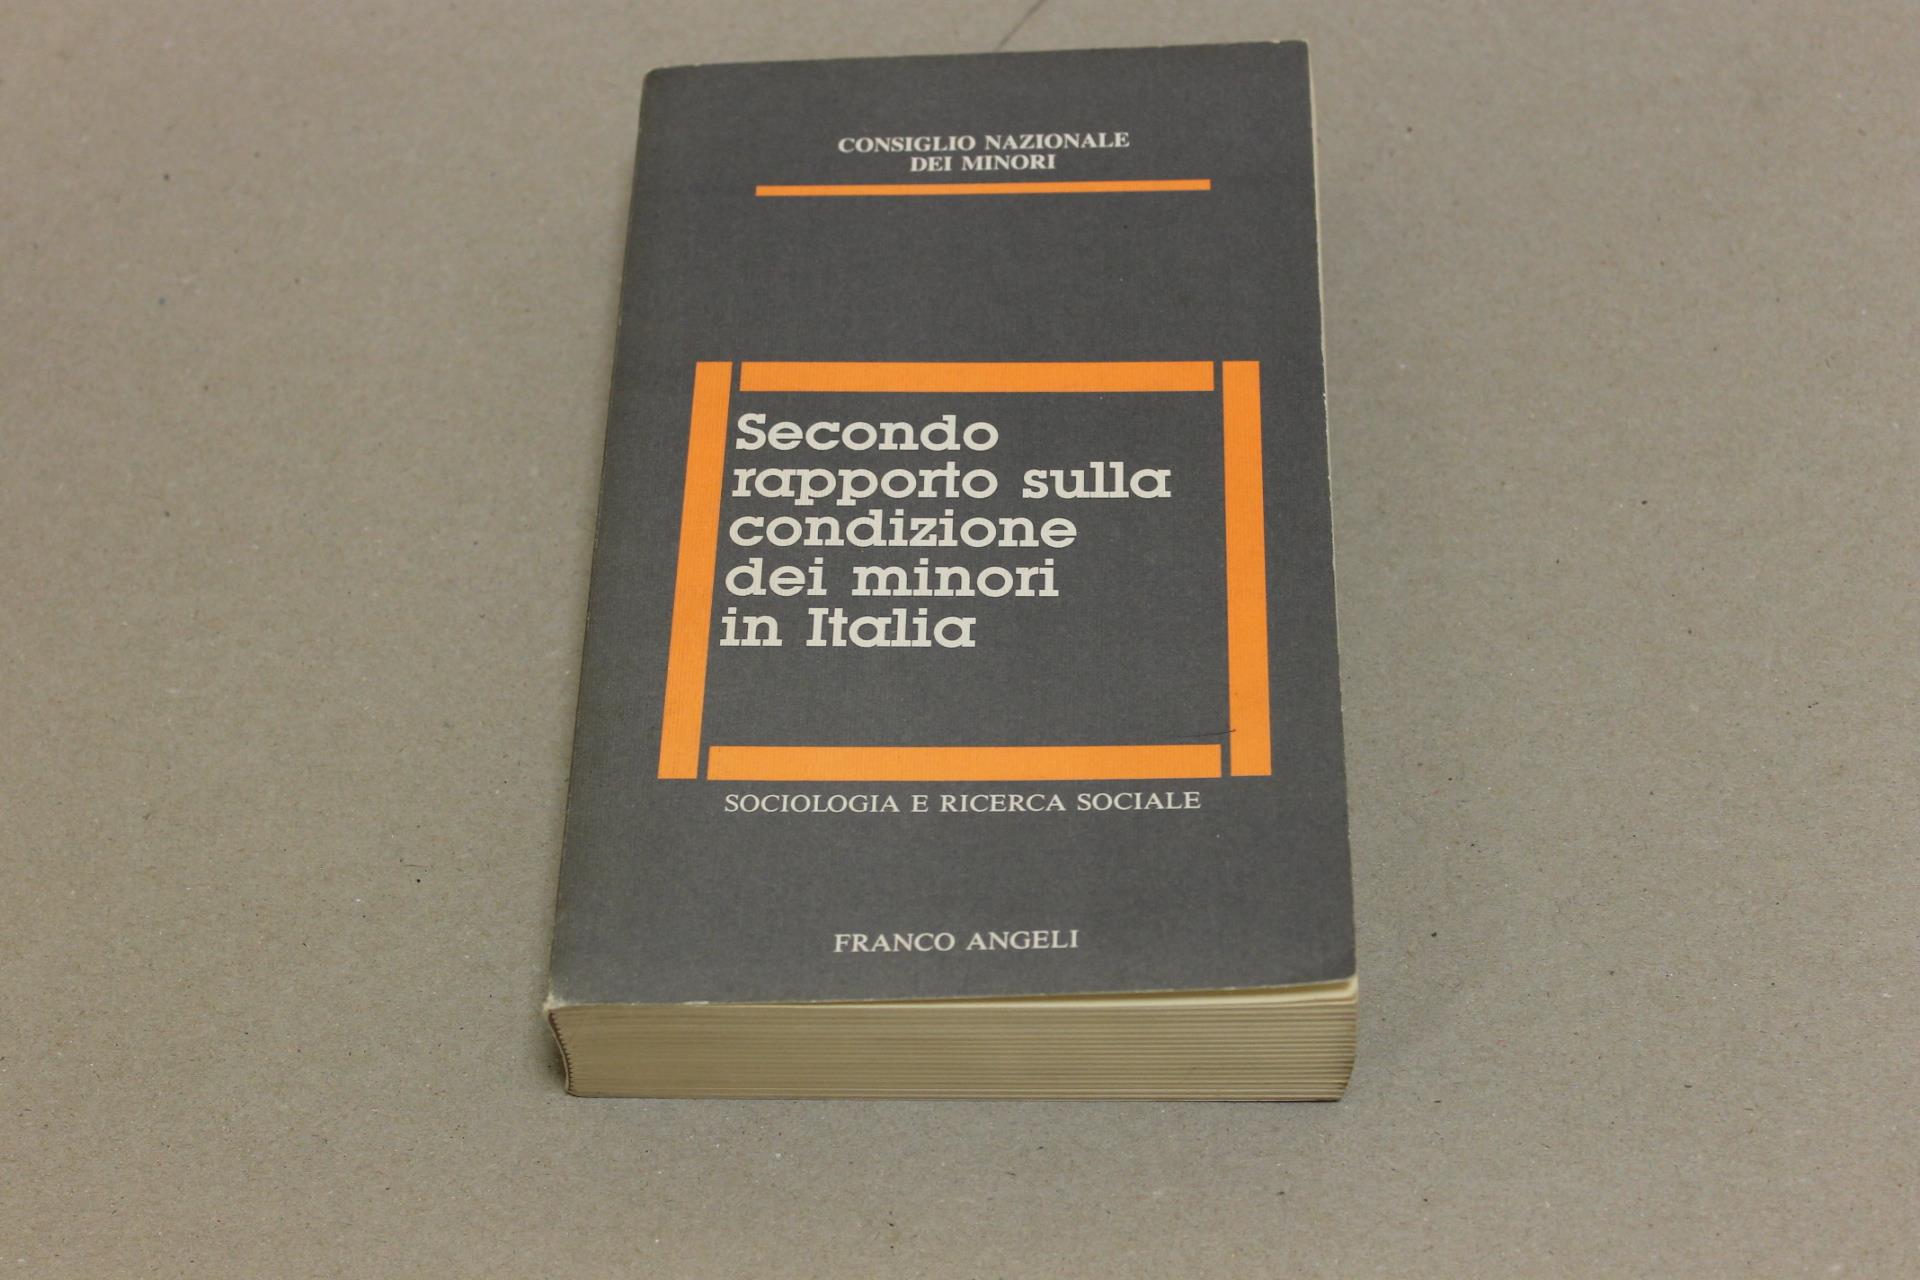 CONSIGLIO NAZIONALE
DEI MINORI
Secondo
rapporto sulla
condizione
dei minori
in Italia
SOCIOLOGIA E RICERCA SOCIALE
FRANCO ANGELI